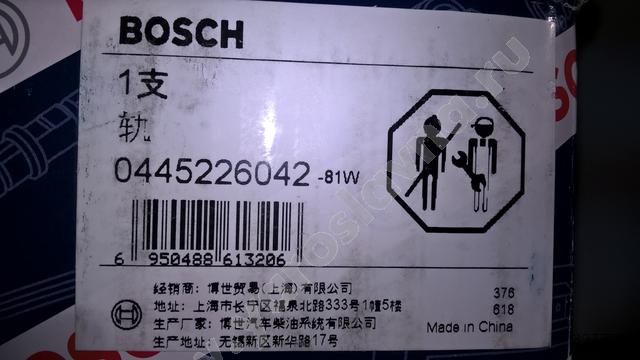 BOSCH
1支
轨
0445226042 -81W
6 950488 613206
经销商: 博世贸易(上海)有限公司
地址: 上海市长宁区福泉北路333号1幢5楼
生产厂家: 博世汽车柴油系统有限公司
生产地址: 无锡新区新华路17号
376
618
Made in China